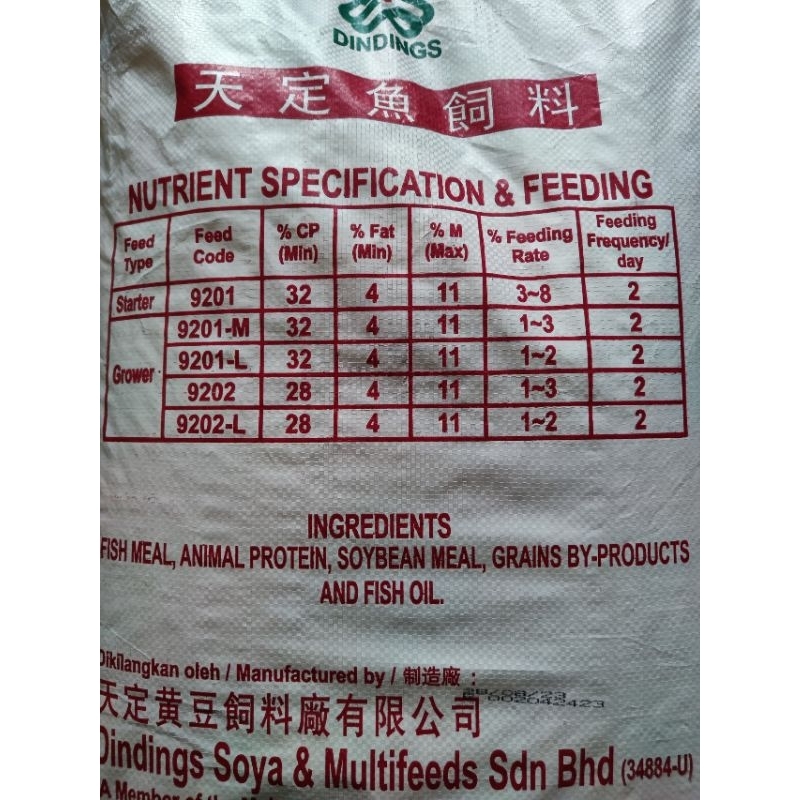 DINDINGS
天定魚飼料
NUTRIENT SPECIFICATION & FEEDING
Feed Type Feed Code % CP (Min) % Fat (Min) % M (Max) % Feeding Rate Feeding Frequency/ day
Starter 9201 32 4 11 3~8 2
Grower 9201-M 32 4 11 1~3 2
9201-L 32 4 11 1~2 2
9202 28 4 11 1~3 2
9202-L 28 4 11 1~2 2
INGREDIENTS
FISH MEAL, ANIMAL PROTEIN, SOYBEAN MEAL, GRAINS BY-PRODUCTS
AND FISH OIL.
Dikilangkan oleh / Manufactured by / 制造廠 :
002042423
天定黄豆飼料廠有限公司
Dindings Soya & Multifeeds Sdn Bhd (34884-U)
A Member of the